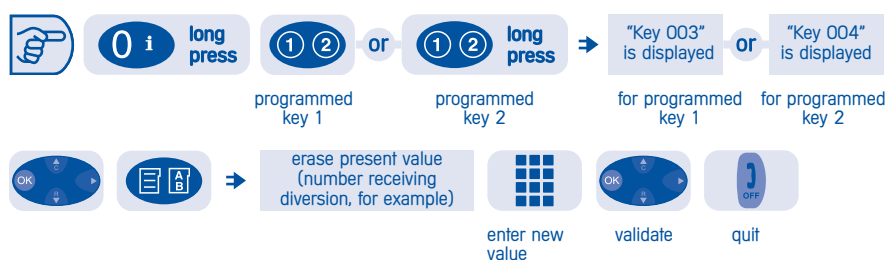 0 i
long
press
1 2
or
1 2
long
press
"Key 003"
is displayed
or
"Key 004"
is displayed
programmed
key 1
programmed
key 2
for programmed
key 1
for programmed
key 2
OK
C
R
A
B
erase present value
(number receiving
diversion, for example)
OK
C
R
OFF
enter new
value
validate
quit